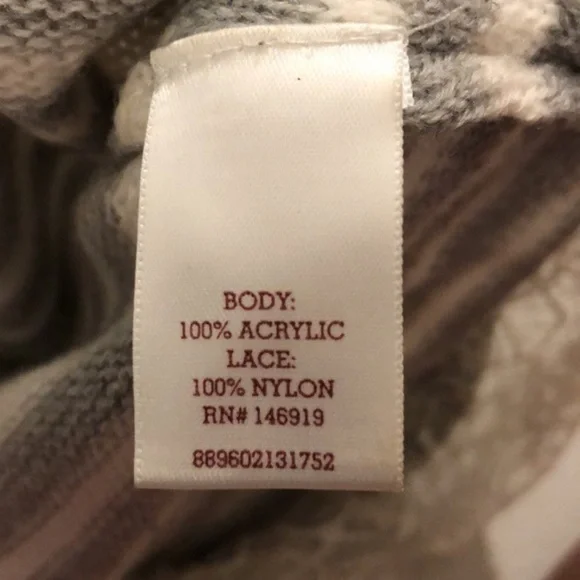 BODY:
100% ACRYLIC
LACE:
100% NYLON
RN# 146919
889602131752